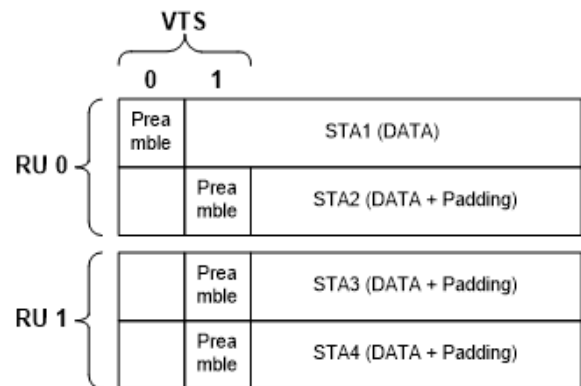 VTS
0 1
Prea
mble
STA1 (DATA)
RU 0
Prea
mble
STA2 (DATA + Padding)
Prea
mble
STA3 (DATA + Padding)
RU 1
Prea
mble
STA4 (DATA + Padding)